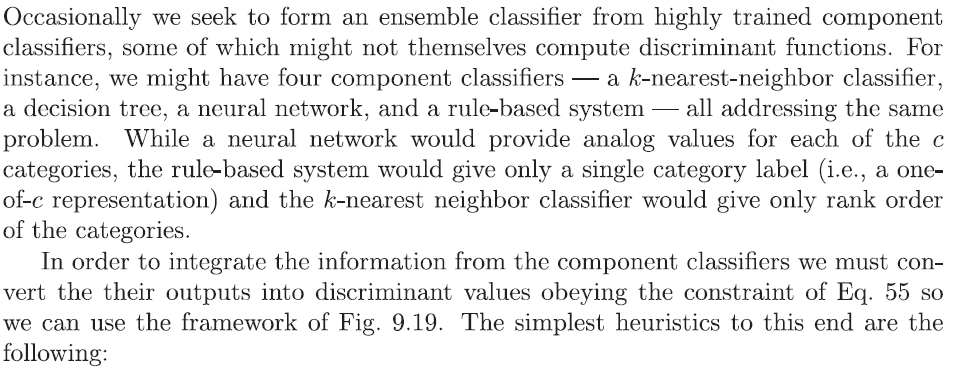 Occasionally we seek to form an ensemble classifier from highly trained component
classifiers, some of which might not themselves compute discriminant functions. For
instance, we might have four component classifiers — a k-nearest-neighbor classifier,
a decision tree, a neural network, and a rule-based system — all addressing the same
problem. While a neural network would provide analog values for each of the c
categories, the rule-based system would give only a single category label (i.e., a one-
of-c representation) and the k-nearest neighbor classifier would give only rank order
of the categories.
In order to integrate the information from the component classifiers we must con-
vert the their outputs into discriminant values obeying the constraint of Eq. 55 so
we can use the framework of Fig. 9.19. The simplest heuristics to this end are the
following: